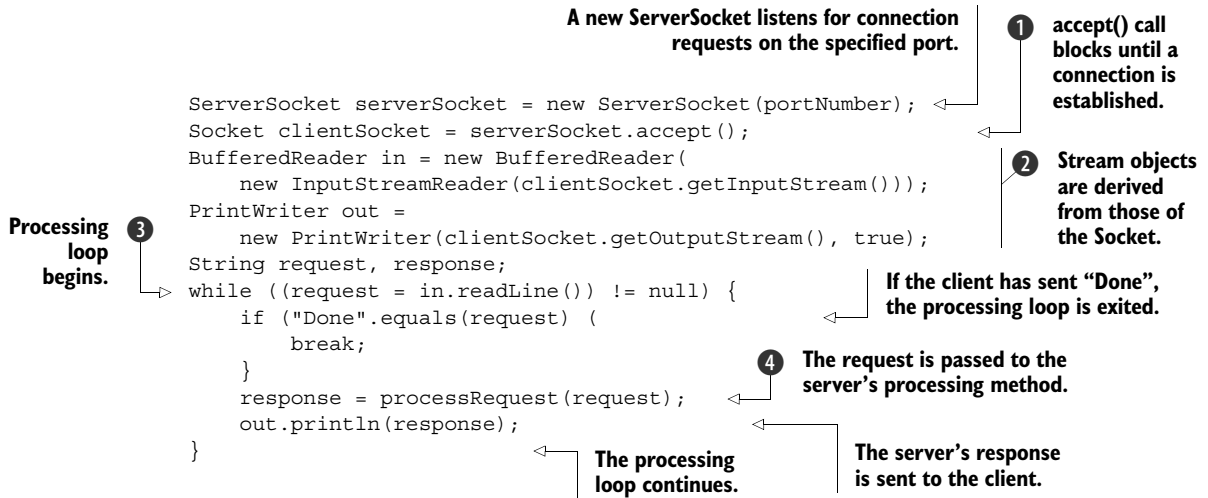 A new ServerSocket listens for connection
requests on the specified port.
1 accept() call
blocks until a
connection is
established.
ServerSocket serverSocket = new ServerSocket(portNumber);
Socket clientSocket = serverSocket.accept();
BufferedReader in = new BufferedReader(
new InputStreamReader(clientSocket.getInputStream()));
PrintWriter out =
new PrintWriter(clientSocket.getOutputStream(), true);
2 Stream objects
are derived
from those of
the Socket.
Processing 3
loop
begins.
String request, response;
while ((request = in.readLine()) != null) {
if ("Done".equals(request) (
break;
}
If the client has sent “Done”,
the processing loop is exited.
4 The request is passed to the
server’s processing method.
response = processRequest(request);
out.println(response);
}
The processing
loop continues.
The server’s response
is sent to the client.